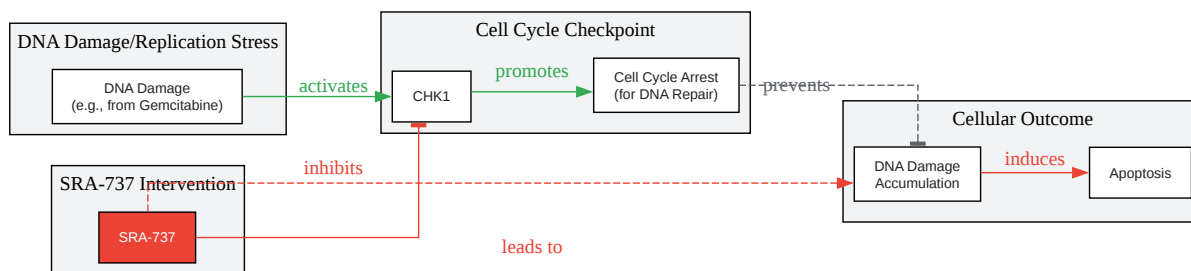 DNA Damage/Replication Stress
DNA Damage
(e.g., from Gemcitabine)
activates
Cell Cycle Checkpoint
CHK1
promotes
Cell Cycle Arrest
(for DNA Repair)
prevents
Cellular Outcome
DNA Damage
Accumulation
induces
Apoptosis
SRA-737 Intervention
SRA-737
inhibits
leads to